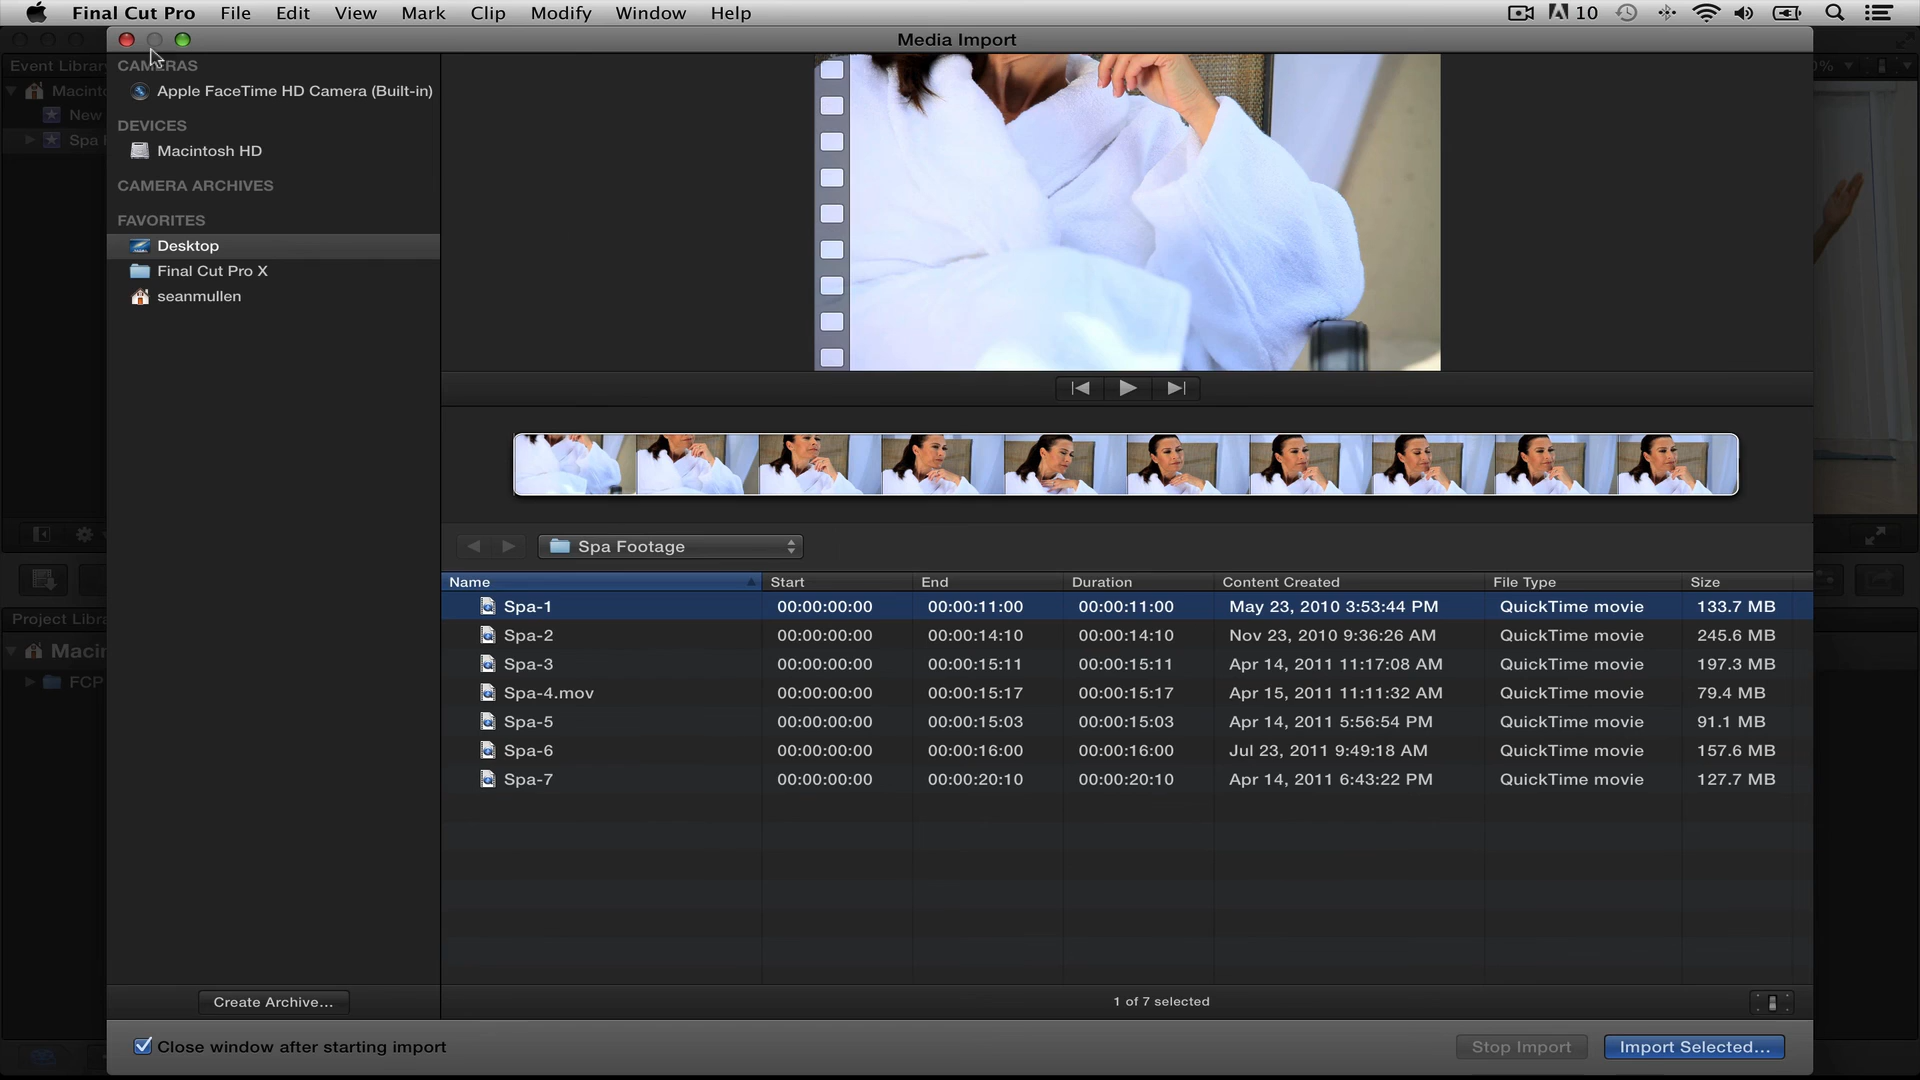 Final Cut Pro File Edit View Mark Clip Modify Window Help 10
Media Import
Event Library
CAMERAS
Apple FaceTime HD Camera (Built-in)
Macinto
New
DEVICES
Spa
Macintosh HD
CAMERA ARCHIVES
FAVORITES
Desktop
Final Cut Pro X
seanmullen
Spa Footage
Name Start End Duration Content Created File Type Size
Spa-1 00:00:00:00 00:00:11:00 00:00:11:00 May 23, 2010 3:53:44 PM QuickTime movie 133.7 MB
Spa-2 00:00:00:00 00:00:14:10 00:00:14:10 Nov 23, 2010 9:36:26 AM QuickTime movie 245.6 MB
Spa-3 00:00:00:00 00:00:15:11 00:00:15:11 Apr 14, 2011 11:17:08 AM QuickTime movie 197.3 MB
Spa-4.mov 00:00:00:00 00:00:15:17 00:00:15:17 Apr 15, 2011 11:11:32 AM QuickTime movie 79.4 MB
Spa-5 00:00:00:00 00:00:15:03 00:00:15:03 Apr 14, 2011 5:56:54 PM QuickTime movie 91.1 MB
Spa-6 00:00:00:00 00:00:16:00 00:00:16:00 Jul 23, 2011 9:49:18 AM QuickTime movie 157.6 MB
Spa-7 00:00:00:00 00:00:20:10 00:00:20:10 Apr 14, 2011 6:43:22 PM QuickTime movie 127.7 MB
Project Libra
Macin
FCP
Create Archive...
1 of 7 selected
Close window after starting import
Stop Import
Import Selected...